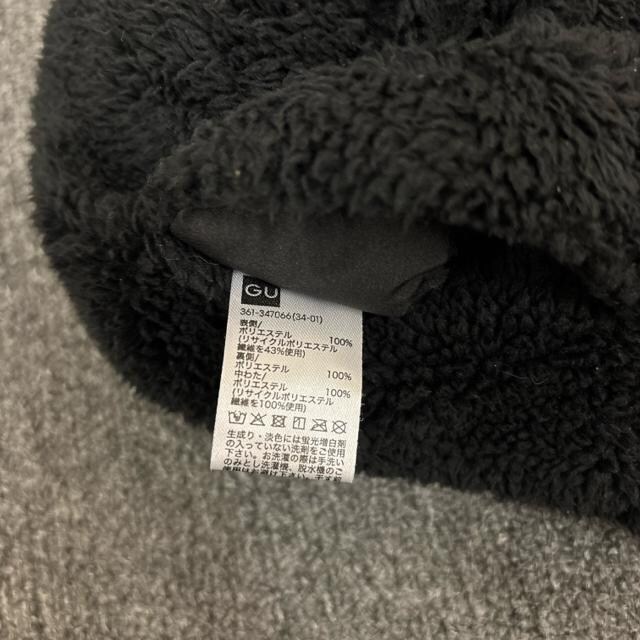 GU
361-347066(34-01)
表側/
ポリエステル 100%
(リサイクルポリエステル
繊維を43%使用)
裏側/
ポリエステル 100%
中わた/
ポリエステル 100%
(リサイクルポリエステル
繊維を100%使用)
生成り・淡色には蛍光増白剤
の入っていない洗剤をご使用
下さい。お洗濯の際は手洗い